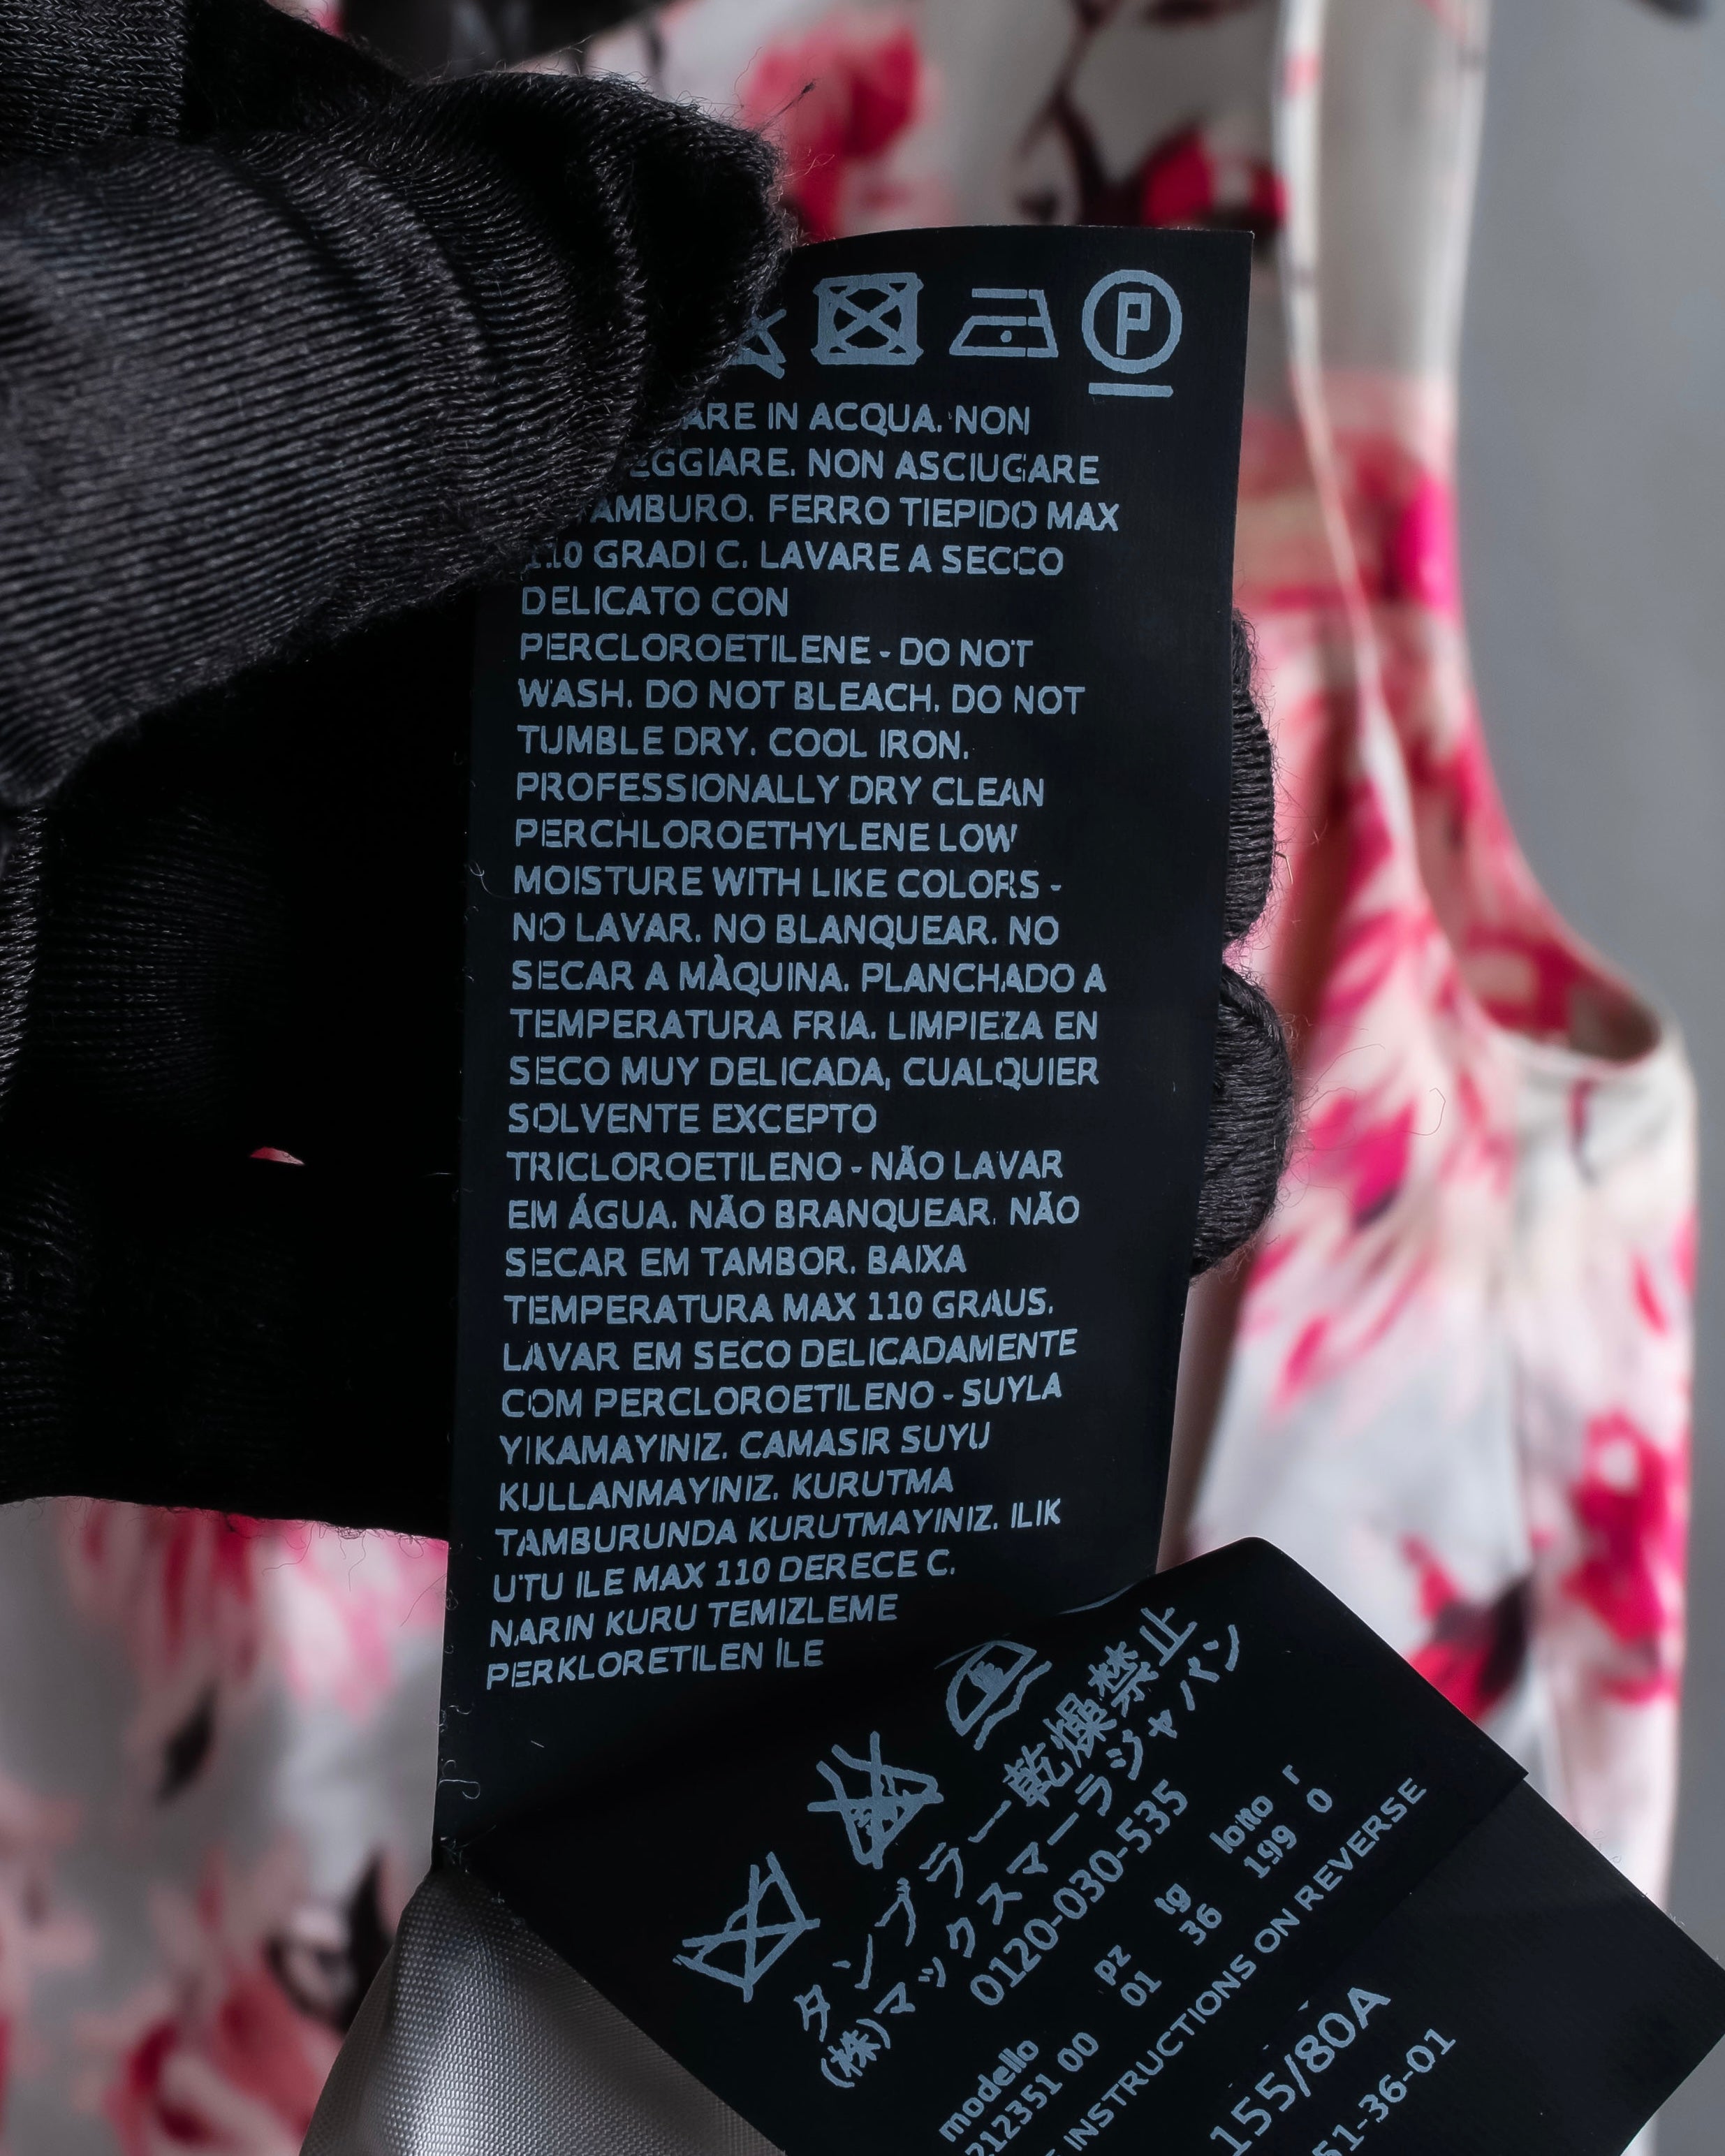 P
IN ACQUA. NON
NON ASCIUGARE
FERRO TIEPIDO MAX
GRADI C. LAVARE A SECCO
DELICATO CON
PERCLOROETILENE - DO NOT
WASH. DO NOT BLEACH. DO NOT
TUMBLE DRY. COOL IRON.
PROFESSIONALLY DRY CLEAN
PERCHLOROETHYLENE LOW
MOISTURE WITH LIKE COLORS -
NO LAVAR. NO BLANQUEAR. NO
SECAR A MÀQUINA. PLANCHADO A
TEMPERATURA FRIA. LIMPIEZA EN
SECO MUY DELICADA, CUALQUIER
SOLVENTE EXCEPTO
TRICLOROETILENO - NÃO LAVAR
EM ÁGUA. NÃO BRANQUEAR. NÃO
SECAR EM TAMBOR. BAIXA
TEMPERATURA MAX 110 GRAUS.
LAVAR EM SECO DELICADAMENTE
COM PERCLOROETILENO - SUYLA
YIKAMAYINIZ. CAMASIR SUYU
KULLANMAYINIZ. KURUTMA
TAMBURUNDA KURUTMAYINIZ. ILIK
UTU ILE MAX 110 DERECE C.
NARIN KURU TEMIZLEME
PERKLORETILEN İLE
タンブラー乾燥禁止
(株)マックスマーラジャパン
0120-030-535
modello pz tg lotto r
212351 00 01 36 199 0
INSTRUCTIONS ON REVERSE
155/80A
51-36-01